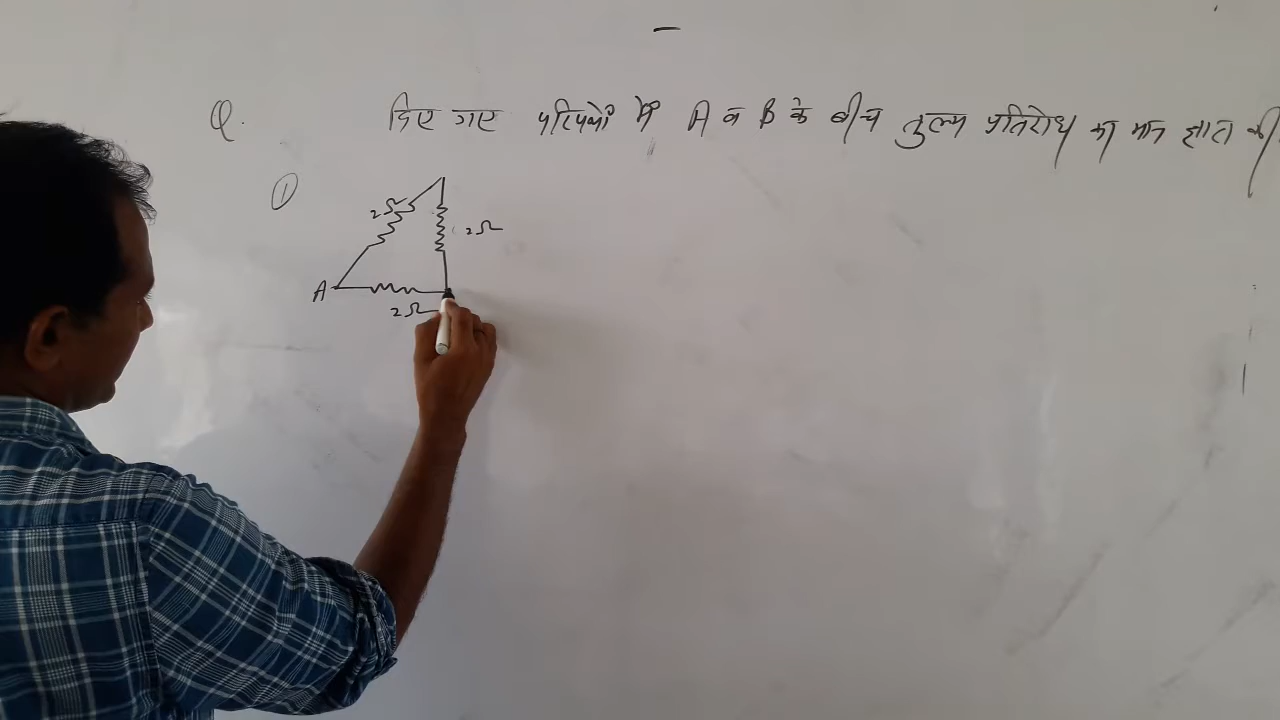 Q. दिए गए परिपथों में A व B के बीच तुल्य प्रतिरोध का मान ज्ञात की
①
2Ω
2Ω
A
2Ω